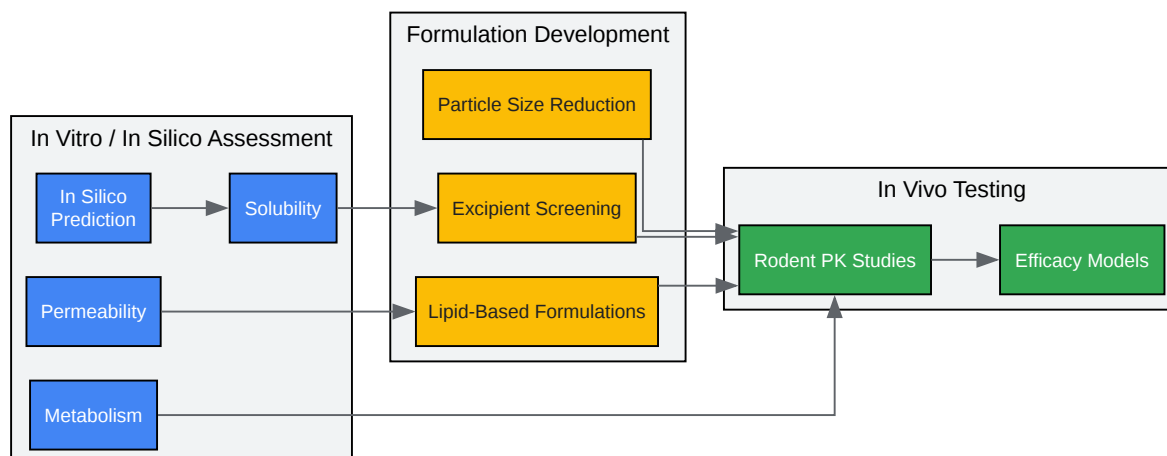 In Vitro / In Silico Assessment
In Silico
Prediction
Solubility
Permeability
Metabolism
Formulation Development
Particle Size Reduction
Excipient Screening
Lipid-Based Formulations
In Vivo Testing
Rodent PK Studies
Efficacy Models